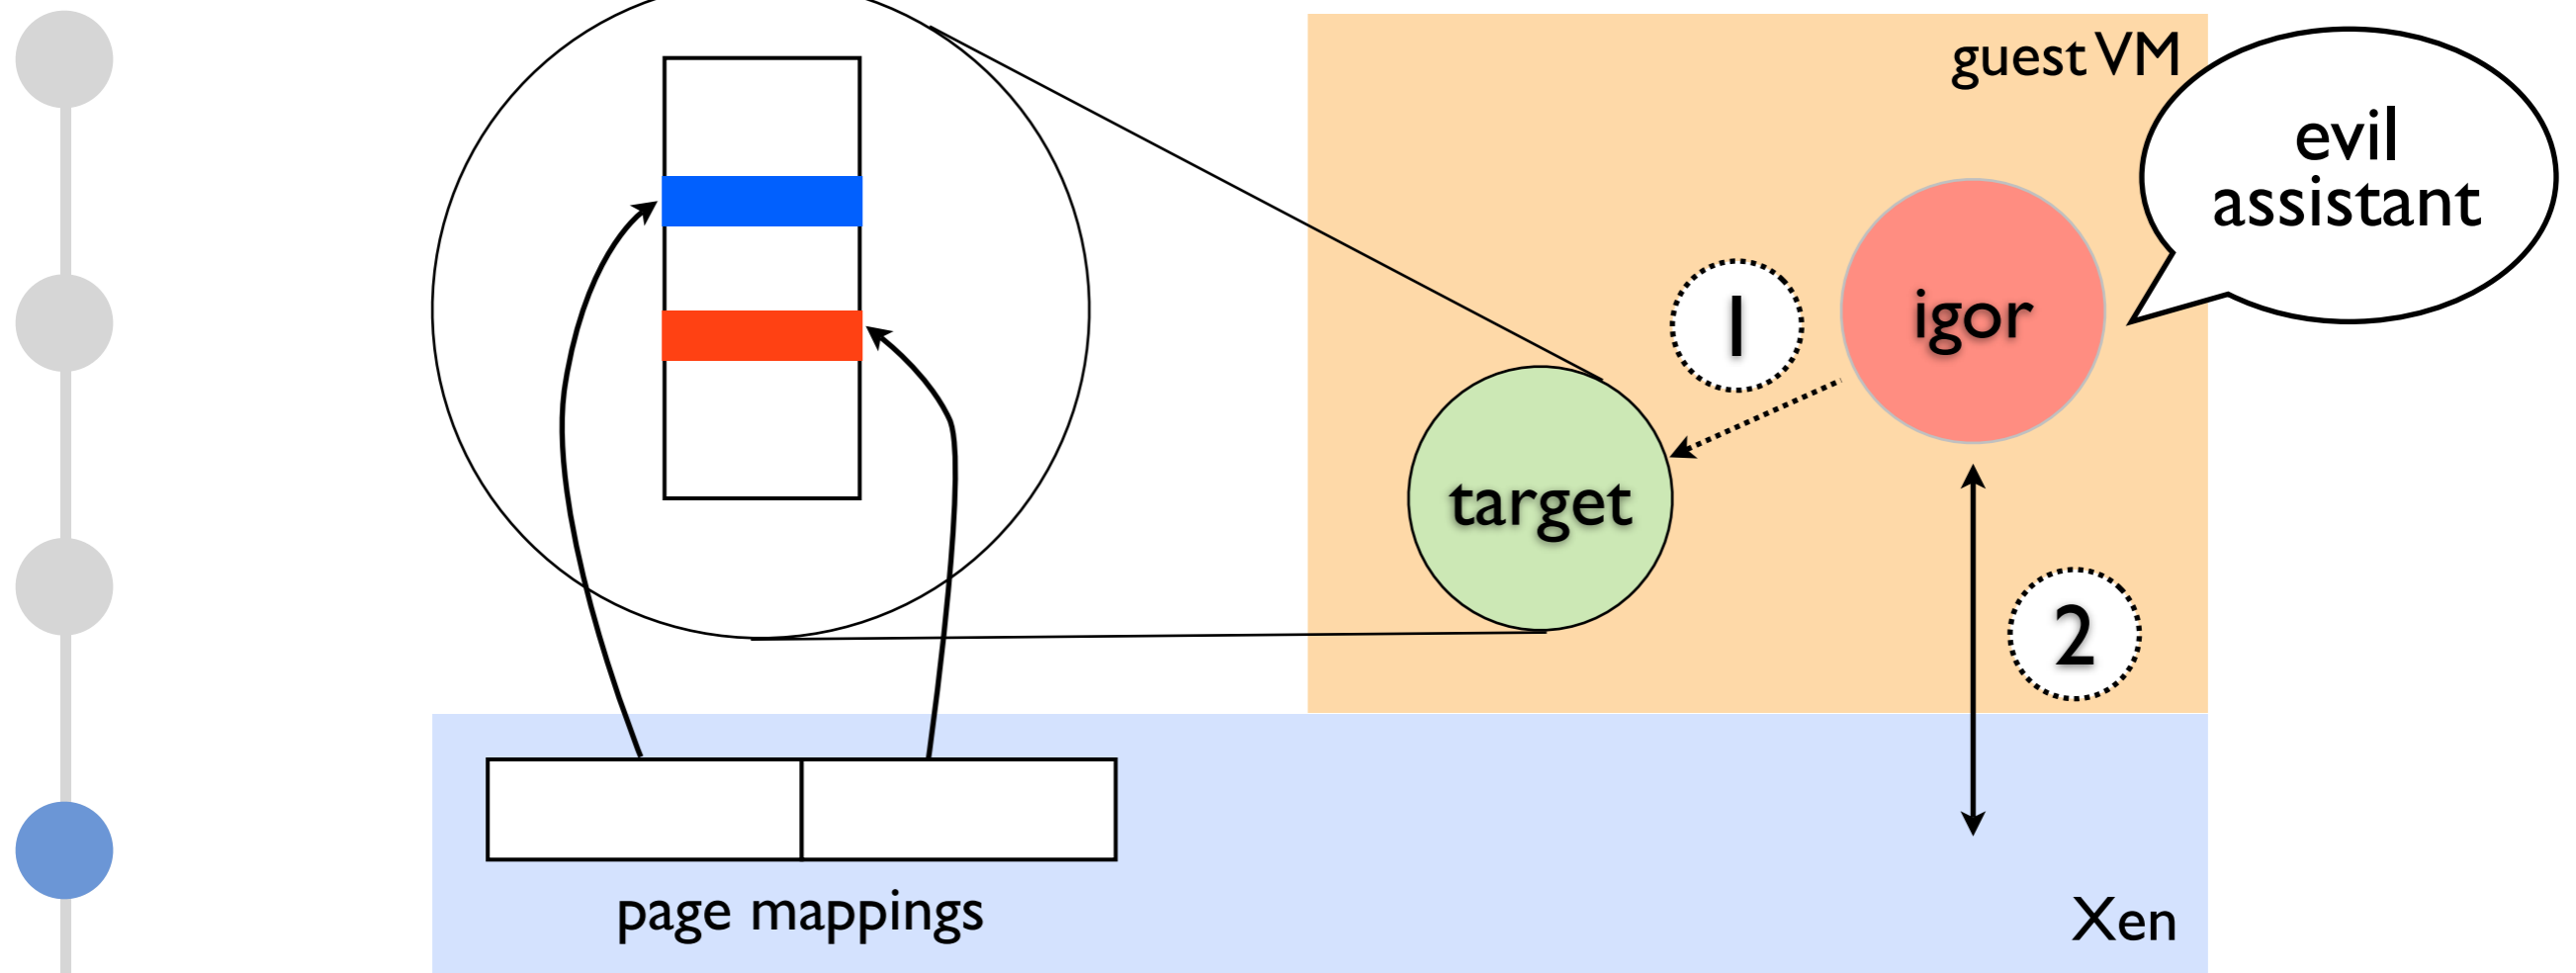 guest VM
evil
assistant
1
igor
target
2
page mappings
Xen